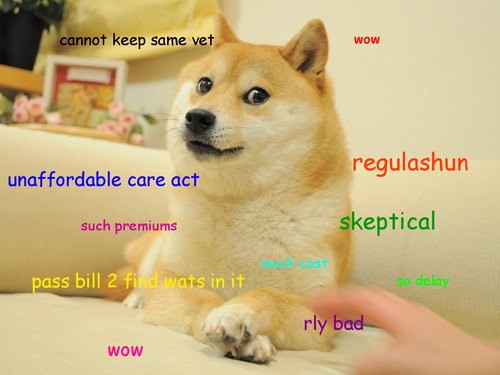 cannot keep same vet
wow
regulashun
unaffordable care act
skeptical
such premiums
much cost
pass bill 2 find wats in it
so delay
rly bad
wow